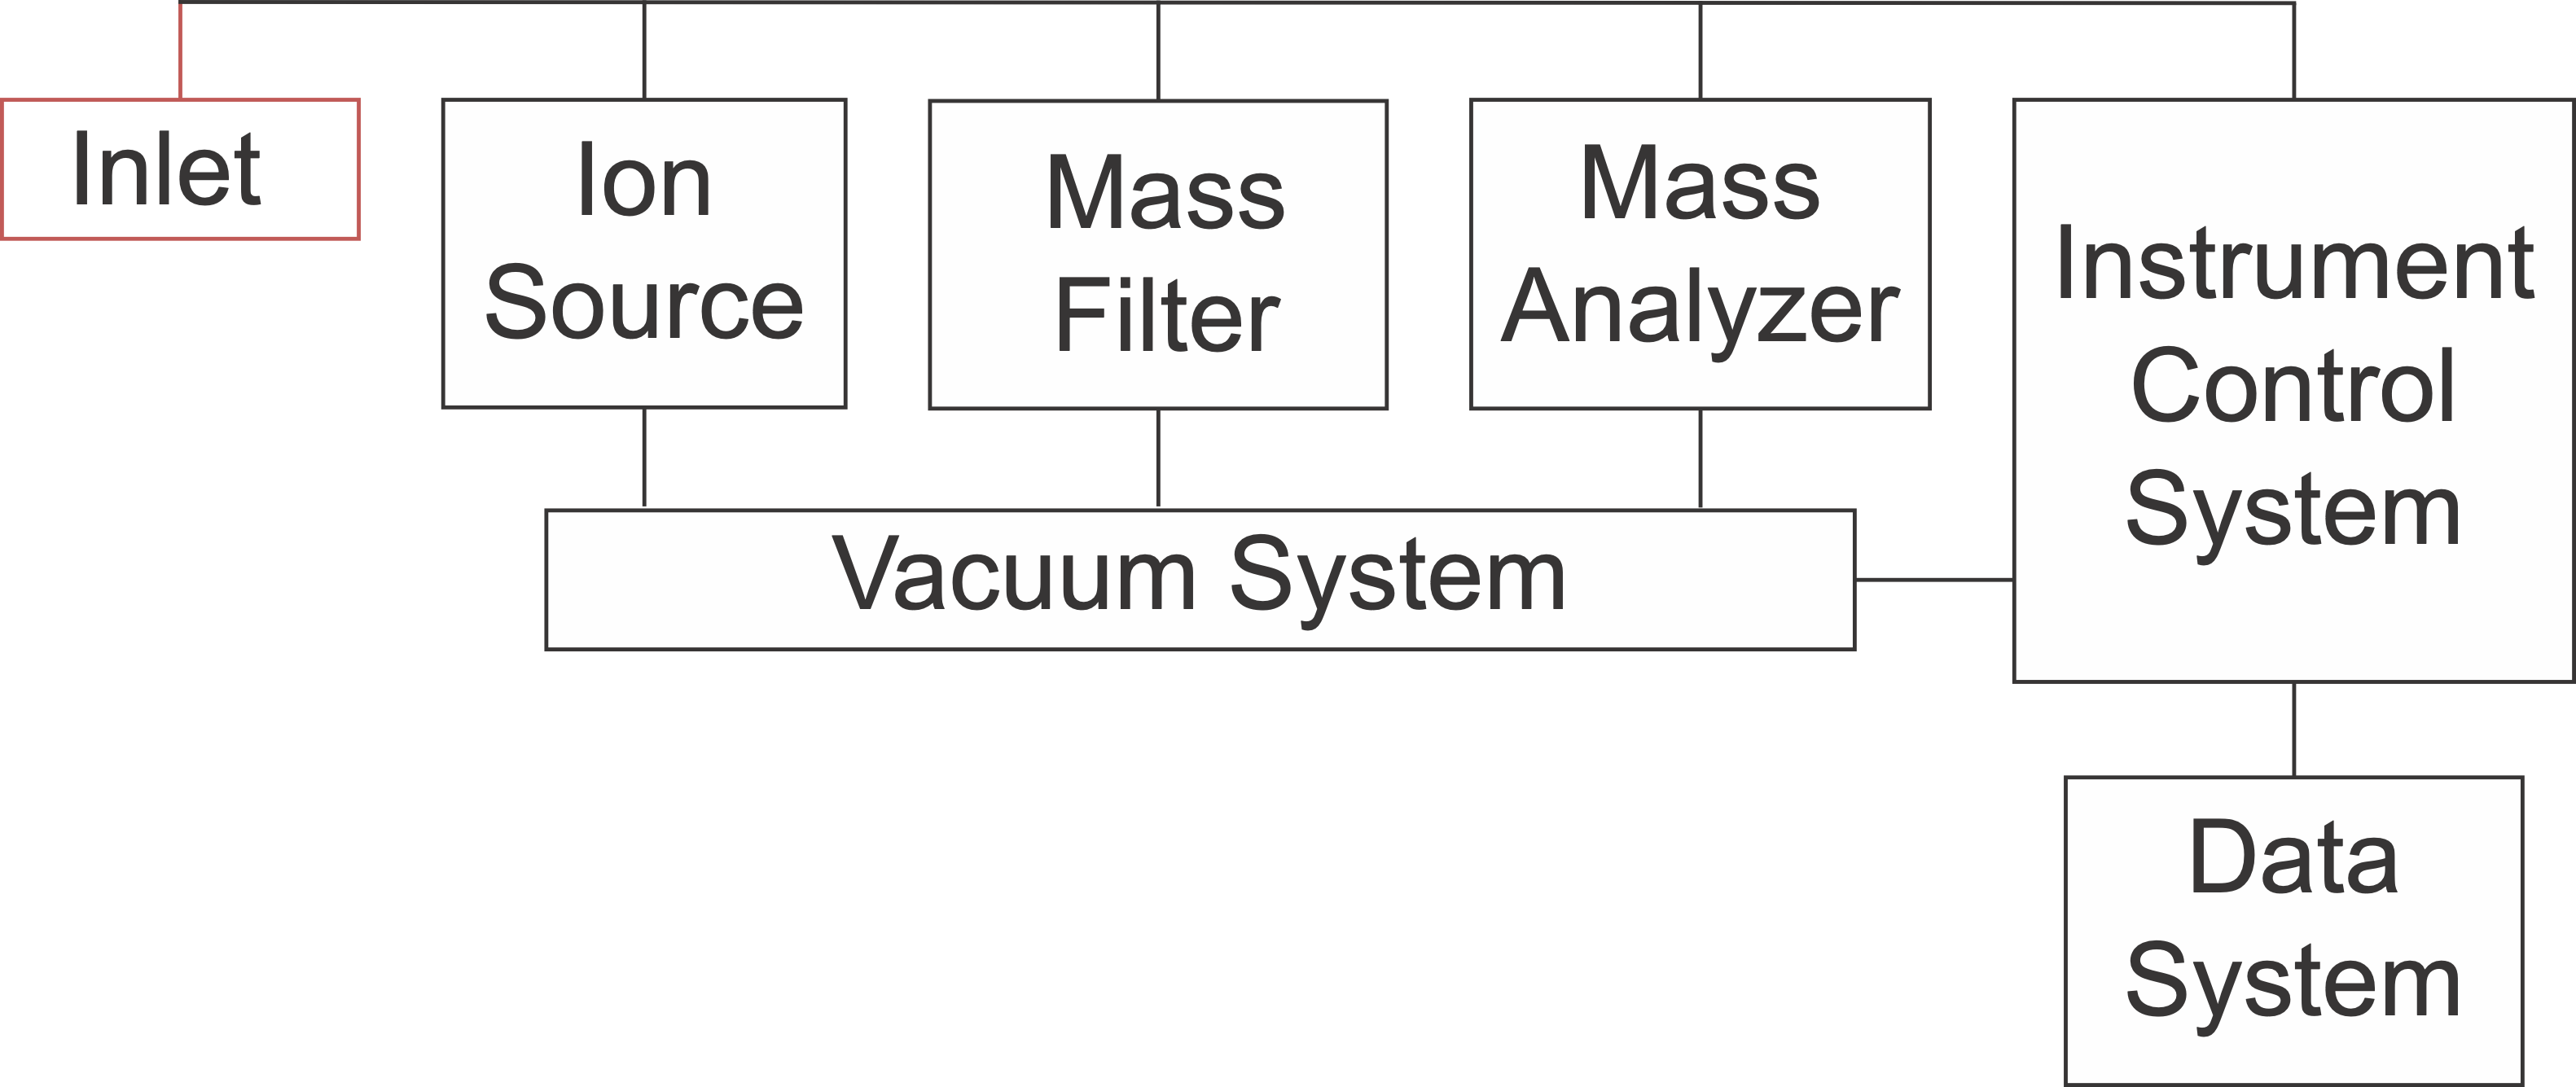 Inlet
Ion
Source
Mass
Filter
Mass
Analyzer
Instrument
Control
System
Vacuum System
Data
System